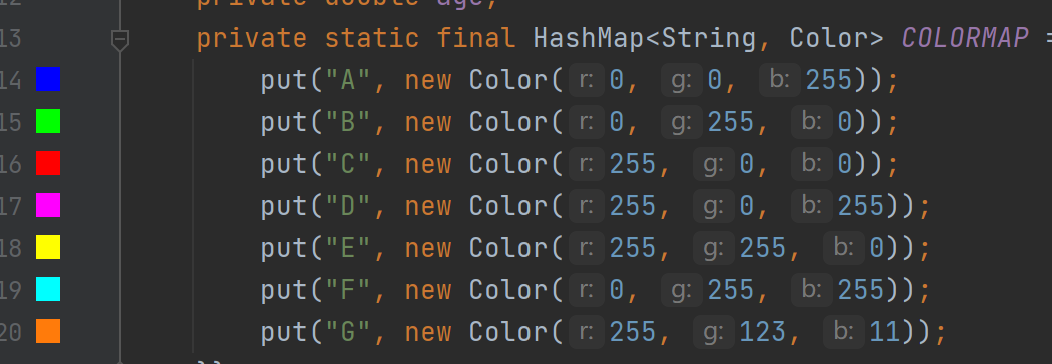 12 private double age;
13 private static final HashMap<String, Color> COLORMAP =
14 put("A", new Color( r: 0, g: 0, b: 255));
15 put("B", new Color( r: 0, g: 255, b: 0));
16 put("C", new Color( r: 255, g: 0, b: 0));
17 put("D", new Color( r: 255, g: 0, b: 255));
18 put("E", new Color( r: 255, g: 255, b: 0));
19 put("F", new Color( r: 0, g: 255, b: 255));
20 put("G", new Color( r: 255, g: 123, b: 11));
}}